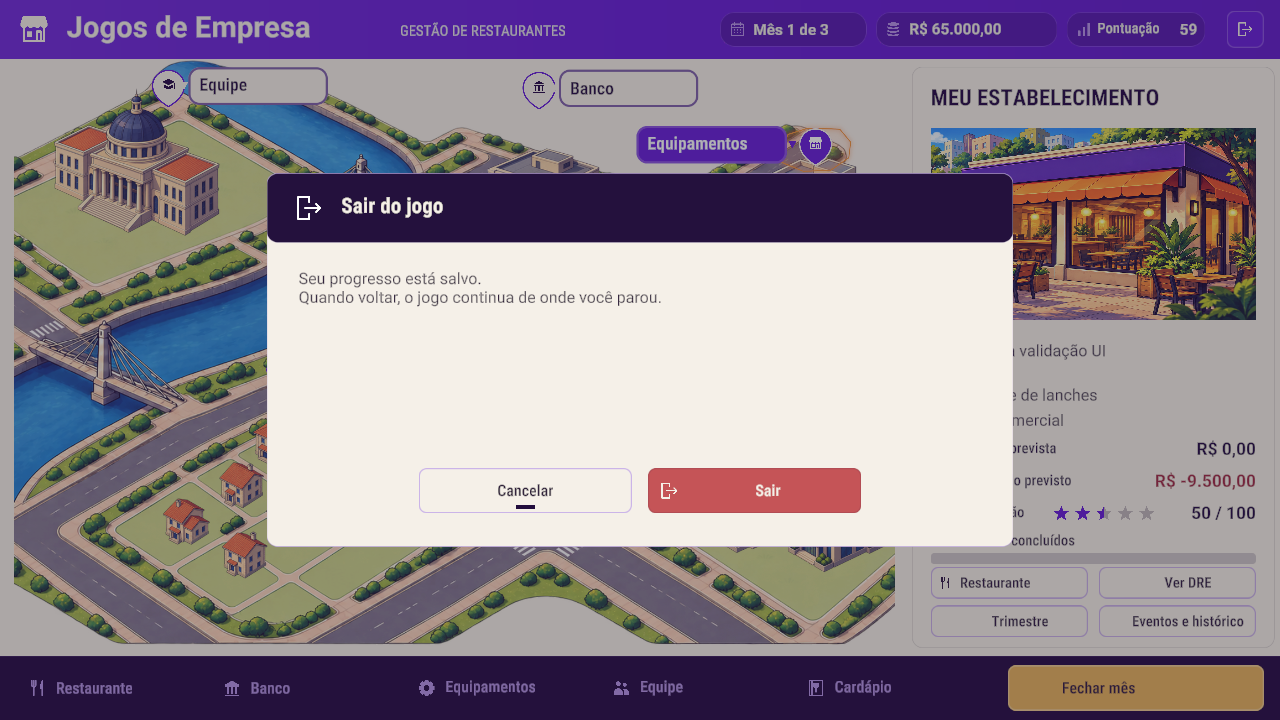 Jogos de Empresa
GESTÃO DE RESTAURANTES
Mês 1 de 3
R$ 65.000,00
Pontuação 59
Equipe
Banco
Equipamentos
MEU ESTABELECIMENTO
Sair do jogo
Seu progresso está salvo.
Quando voltar, o jogo continua de onde você parou.
Cancelar
Sair
validação UI
e de lanches
mercial
revista R$ 0,00
o previsto R$ -9.500,00
ão 50 / 100
concluídos
Restaurante
Ver DRE
Trimestre
Eventos e histórico
Restaurante
Banco
Equipamentos
Equipe
Cardápio
Fechar mês